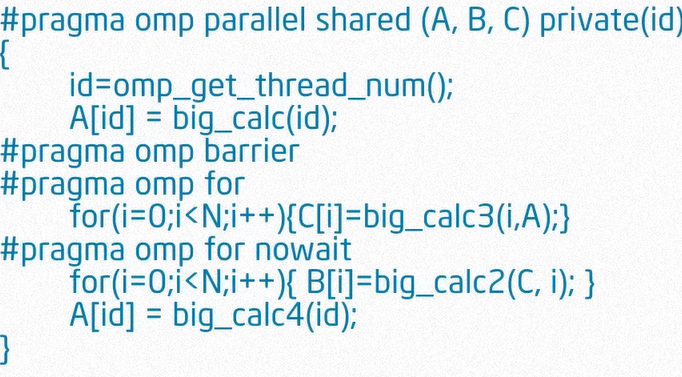 #pragma omp parallel shared (A, B, C) private(id)
{
id=omp_get_thread_num();
A[id] = big_calc(id);
#pragma omp barrier
#pragma omp for
for(i=0;i<N;i++){C[i]=big_calc3(i,A);}
#pragma omp for nowait
for(i=0;i<N;i++){ B[i]=big_calc2(C, i); }
A[id] = big_calc4(id);
}